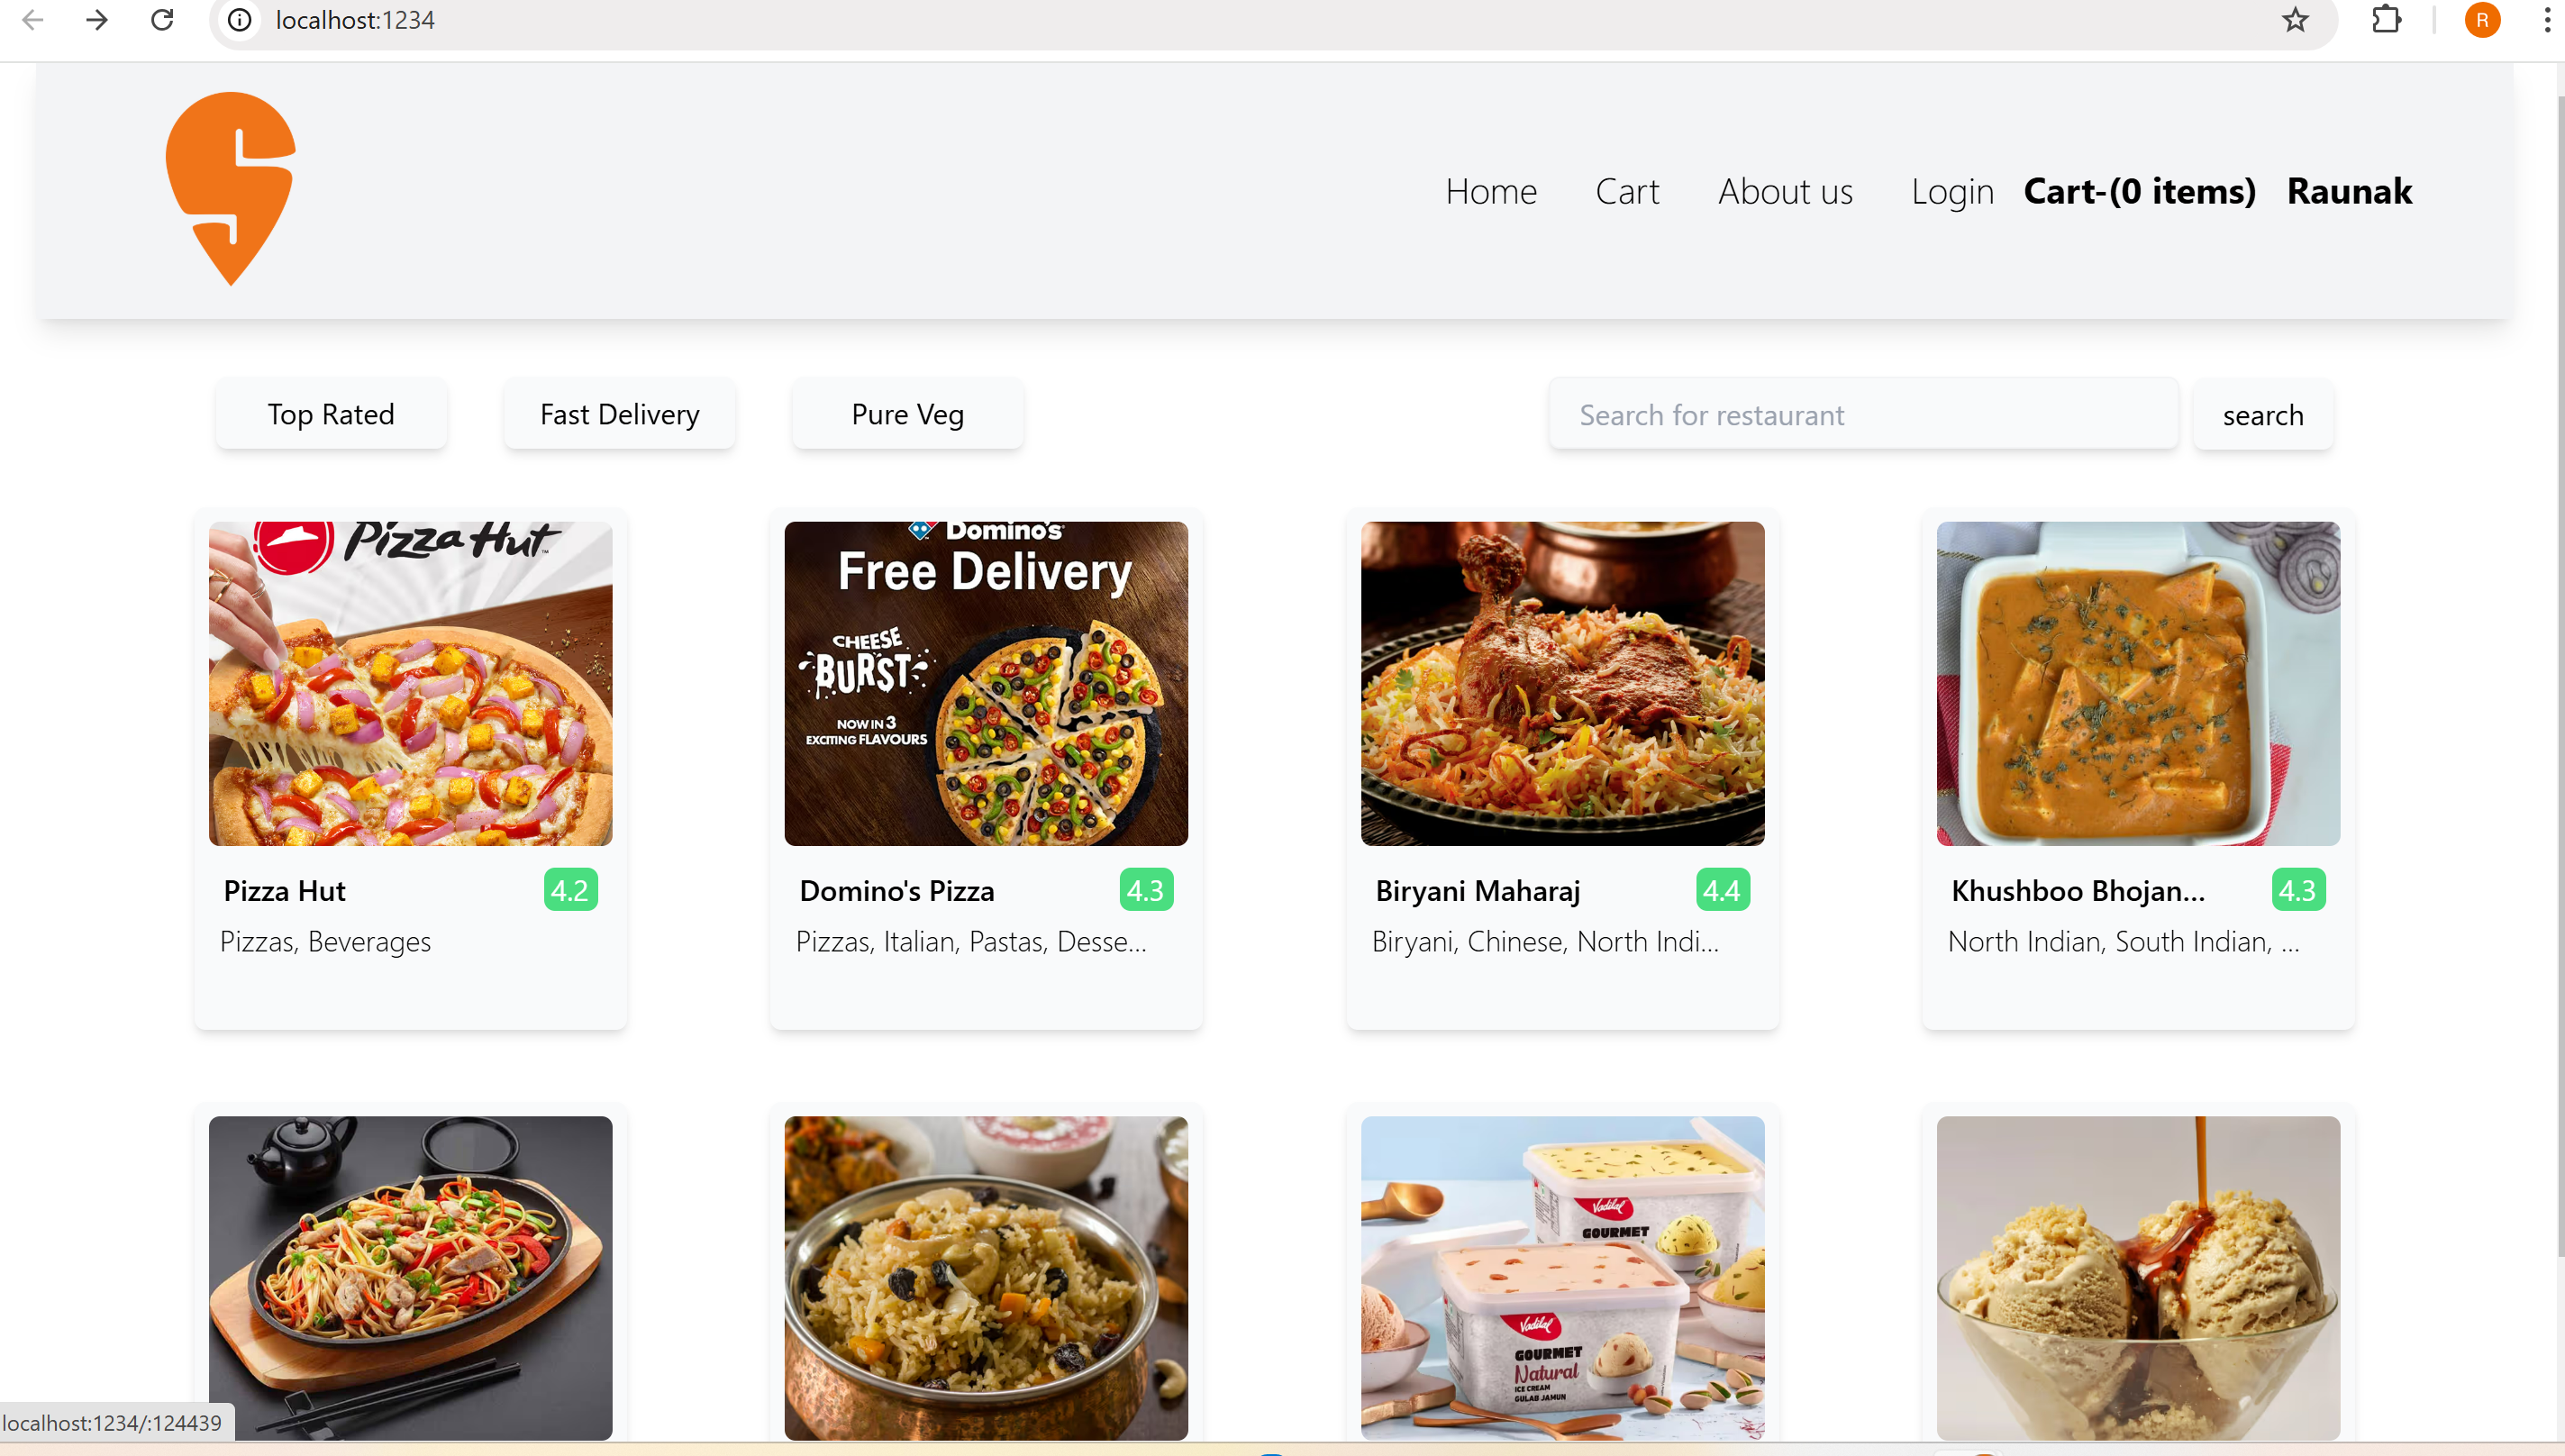 localhost:1234
R
Home Cart About us Login Cart-(0 items) Raunak
Top Rated Fast Delivery Pure Veg Search for restaurant search
Pizza Hut
Domino's
Free Delivery
CHEESE
BURST
NOW IN 3
EXCITING FLAVOURS
Pizza Hut 4.2
Pizzas, Beverages
Domino's Pizza 4.3
Pizzas, Italian, Pastas, Desse...
Biryani Maharaj 4.4
Biryani, Chinese, North Indi...
Khushboo Bhojan... 4.3
North Indian, South Indian, ...
Vadilal
GOURMET
Vadilal
GOURMET
Natural
ICE CREAM
GULAB JAMUN
localhost:1234/:124439